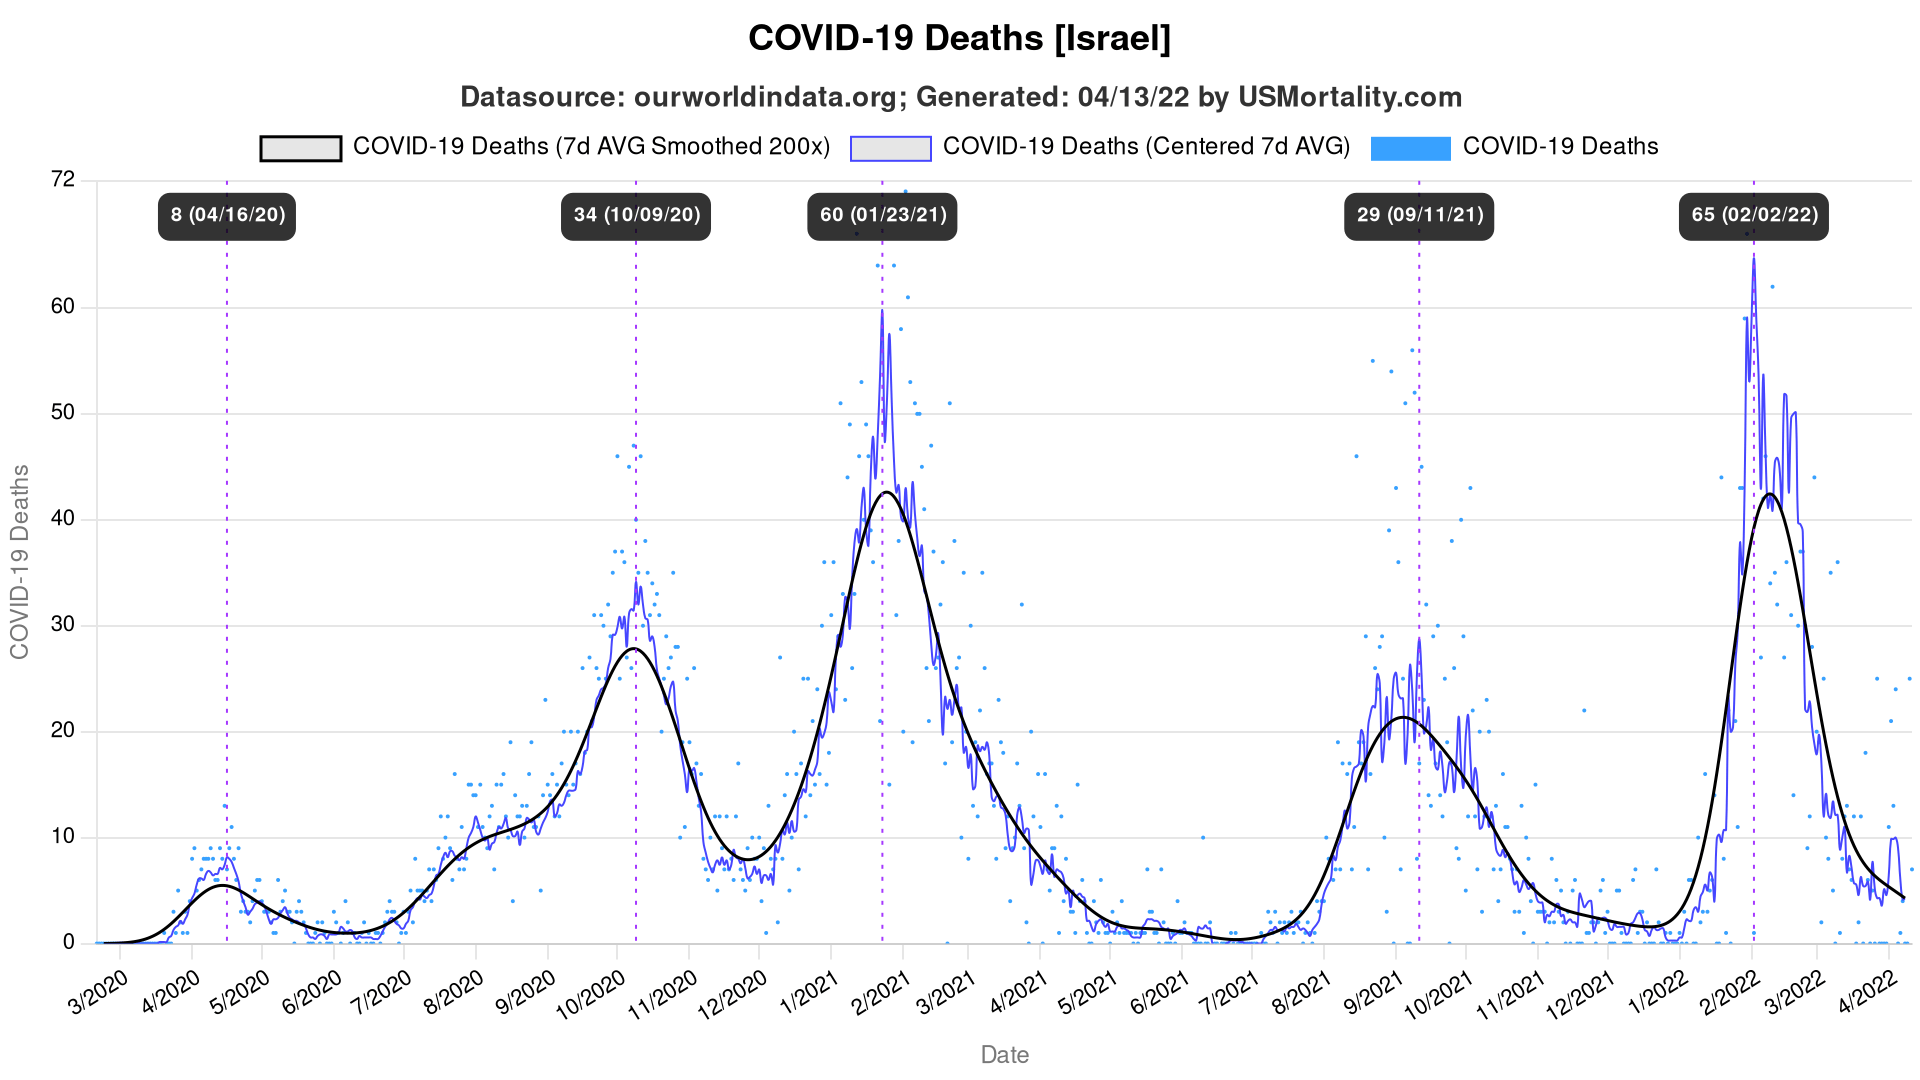 COVID-19 Deaths [Israel]
Datasource: ourworldindata.org; Generated: 04/13/22 by USMortality.com
COVID-19 Deaths (7d AVG Smoothed 200x) COVID-19 Deaths (Centered 7d AVG) COVID-19 Deaths
72
8 (04/16/20) 34 (10/09/20) 60 (01/23/21) 29 (09/11/21) 65 (02/02/22)
60
50
40
30
20
10
0
COVID-19 Deaths
3/2020 4/2020 5/2020 6/2020 7/2020 8/2020 9/2020 10/2020 11/2020 12/2020 1/2021 2/2021 3/2021 4/2021 5/2021 6/2021 7/2021 8/2021 9/2021 10/2021 11/2021 12/2021 1/2022 2/2022 3/2022 4/2022
Date